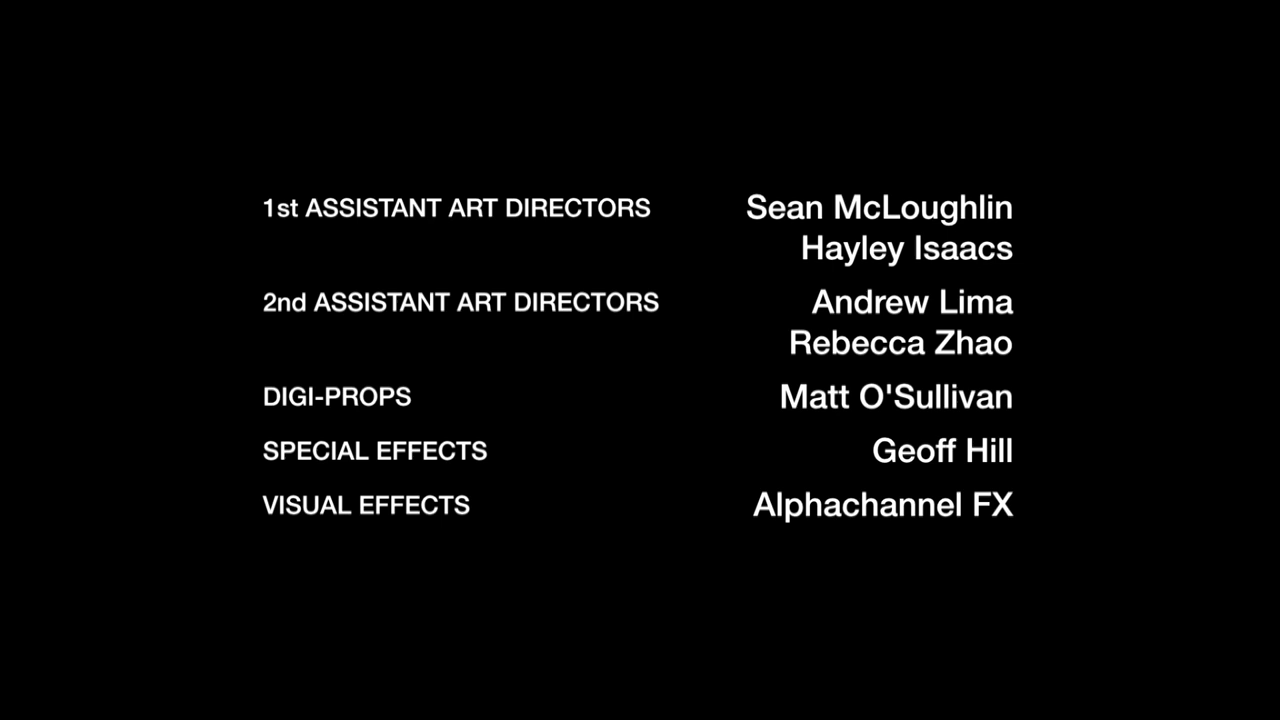 1st ASSISTANT ART DIRECTORS Sean McLoughlin
Hayley Isaacs
2nd ASSISTANT ART DIRECTORS Andrew Lima
Rebecca Zhao
DIGI-PROPS Matt O'Sullivan
SPECIAL EFFECTS Geoff Hill
VISUAL EFFECTS Alphachannel FX